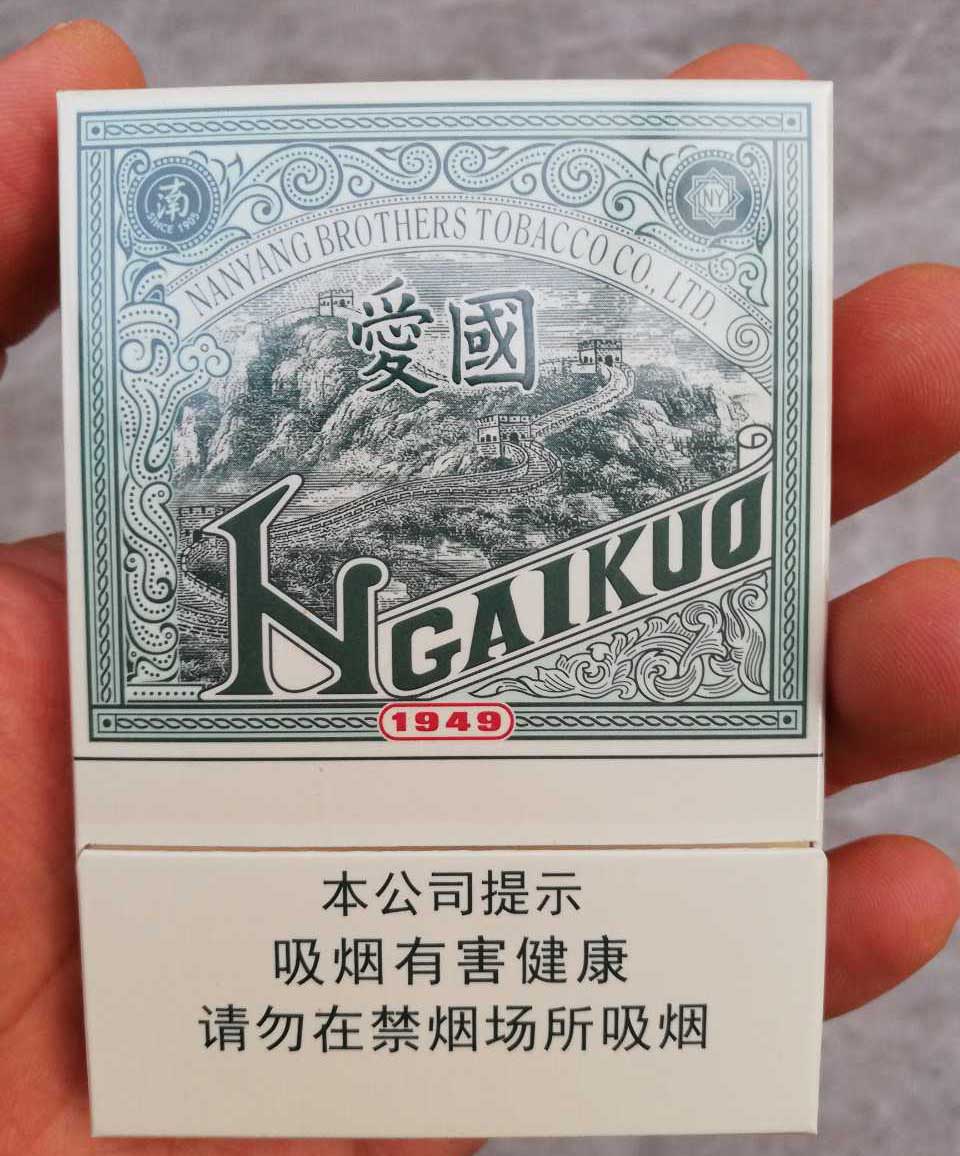 南
SINCE 1905
NY
NANYANG BROTHERS TOBACCO CO., LTD.
愛國
NGAIKUO
1949
本公司提示
吸烟有害健康
请勿在禁烟场所吸烟